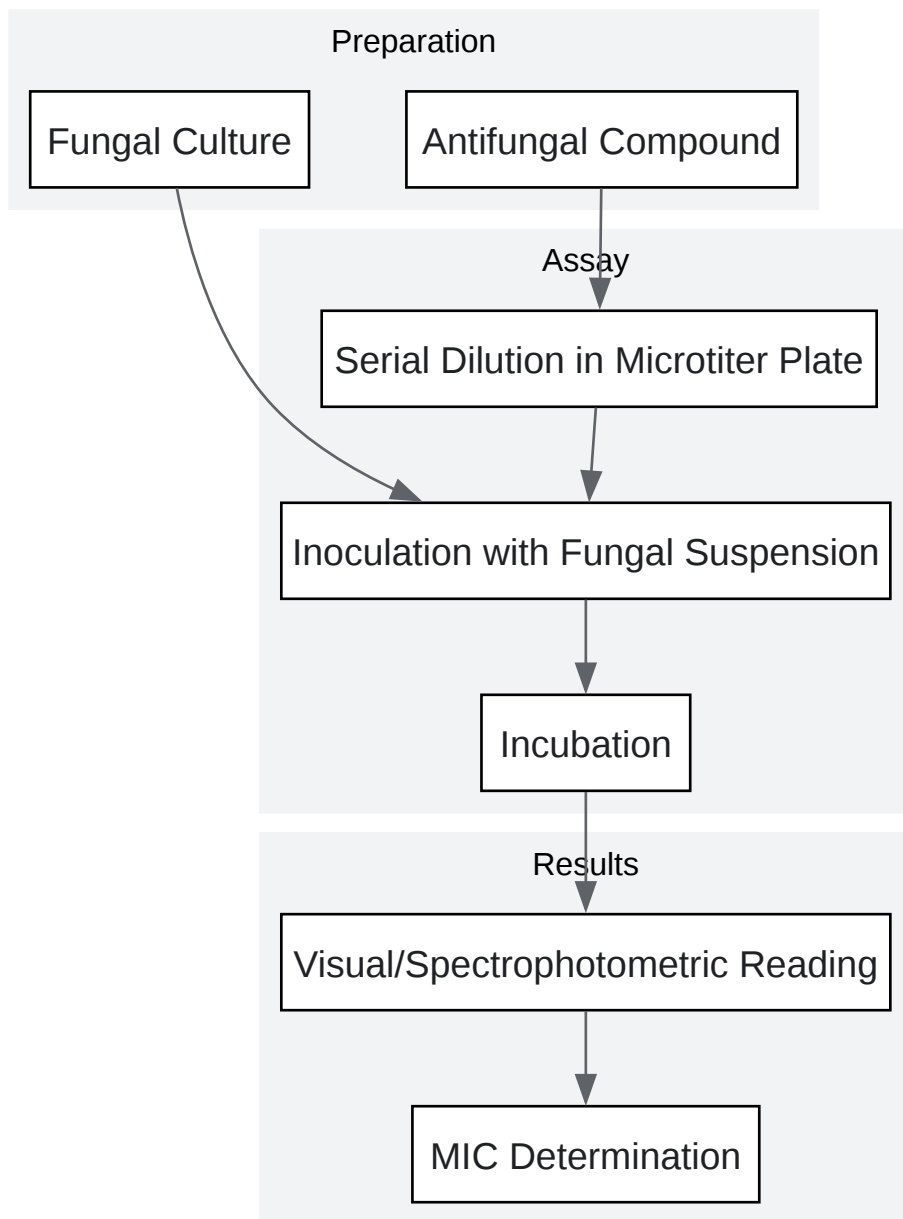 Preparation
Fungal Culture
Antifungal Compound
Assay
Serial Dilution in Microtiter Plate
Inoculation with Fungal Suspension
Incubation
Results
Visual/Spectrophotometric Reading
MIC Determination